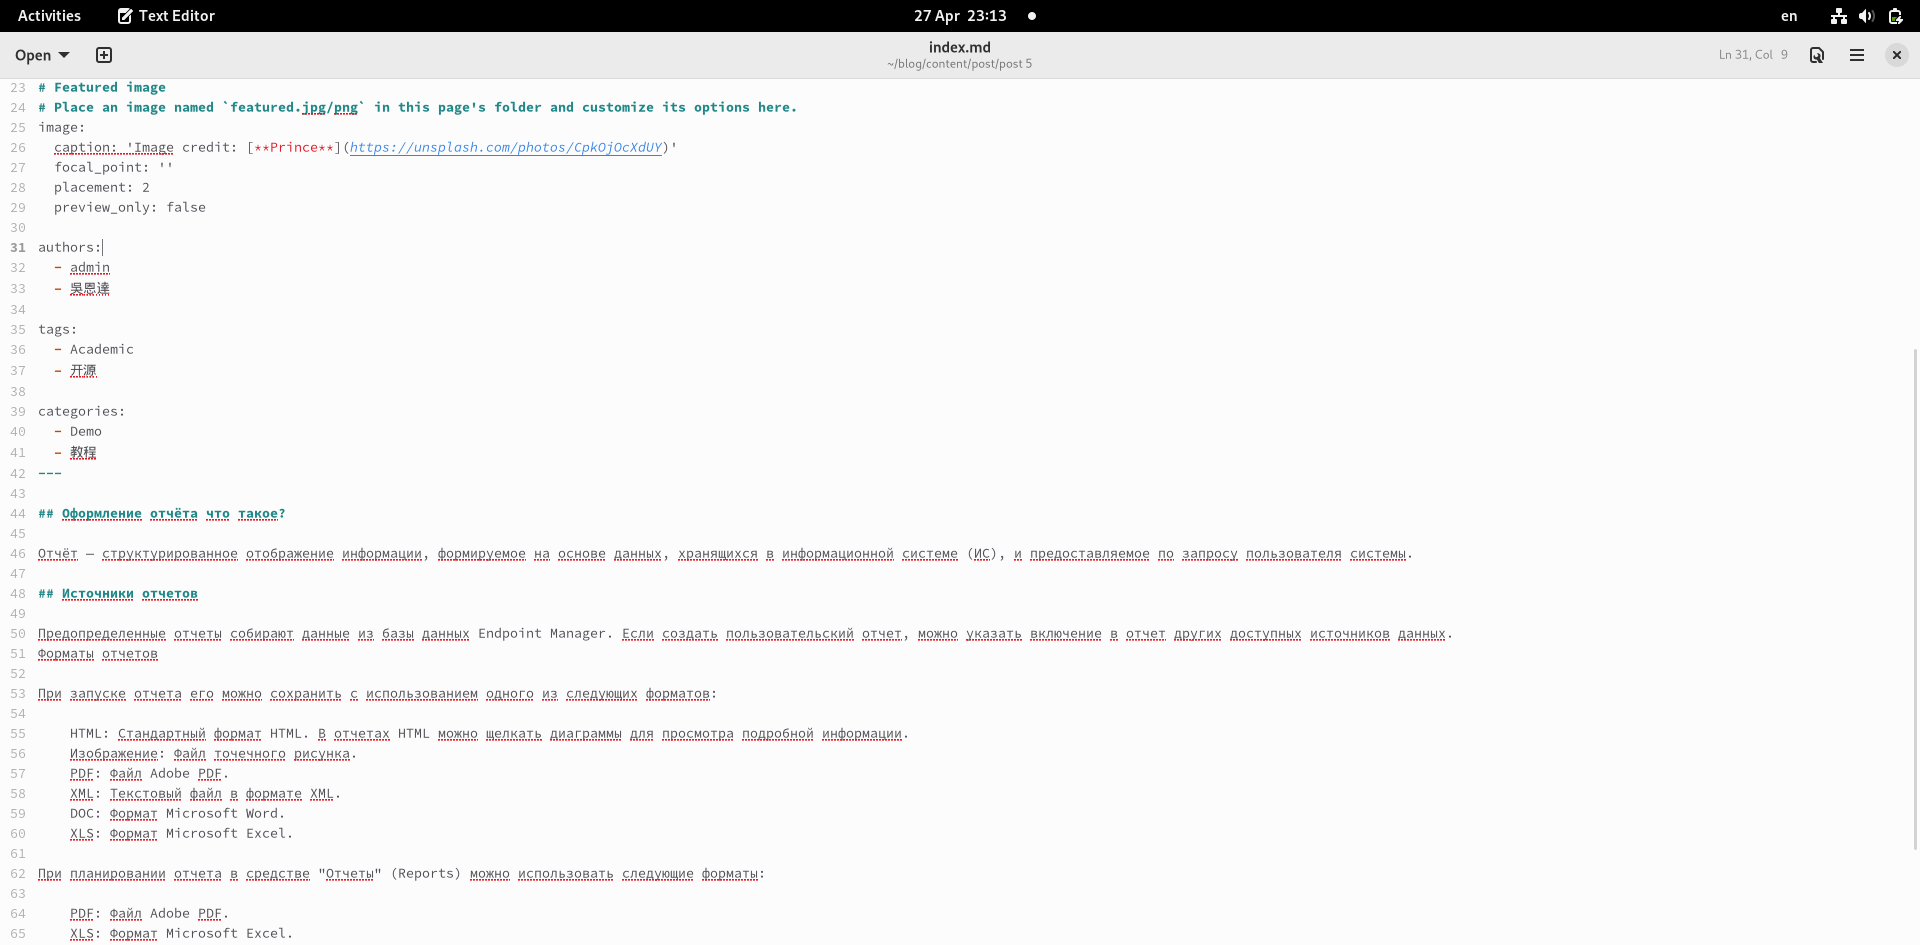 Activities Text Editor 27 Apr 23:13 en
Open index.md Ln 31, Col 9
~/blog/content/post/post 5
23 # Featured image
24 # Place an image named `featured.jpg/png` in this page's folder and customize its options here.
25 image:
26 caption: 'Image credit: [**Prince**](https://unsplash.com/photos/CpkOjOcXdUY)'
27 focal_point: ''
28 placement: 2
29 preview_only: false
30
31 authors:
32 - admin
33 - 吳恩達
34
35 tags:
36 - Academic
37 - 开源
38
39 categories:
40 - Demo
41 - 教程
42 ---
43
44 ## Оформление отчёта что такое?
45
46 Отчёт — структурированное отображение информации, формируемое на основе данных, хранящихся в информационной системе (ИС), и предоставляемое по запросу пользователя системы.
47
48 ## Источники отчетов
49
50 Предопределенные отчеты собирают данные из базы данных Endpoint Manager. Если создать пользовательский отчет, можно указать включение в отчет других доступных источников данных.
51 Форматы отчетов
52
53 При запуске отчета его можно сохранить с использованием одного из следующих форматов:
54
55 HTML: Стандартный формат HTML. В отчетах HTML можно щелкать диаграммы для просмотра подробной информации.
56 Изображение: Файл точечного рисунка.
57 PDF: Файл Adobe PDF.
58 XML: Текстовый файл в формате XML.
59 DOC: Формат Microsoft Word.
60 XLS: Формат Microsoft Excel.
61
62 При планировании отчета в средстве "Отчеты" (Reports) можно использовать следующие форматы:
63
64 PDF: Файл Adobe PDF.
65 XLS: Формат Microsoft Excel.